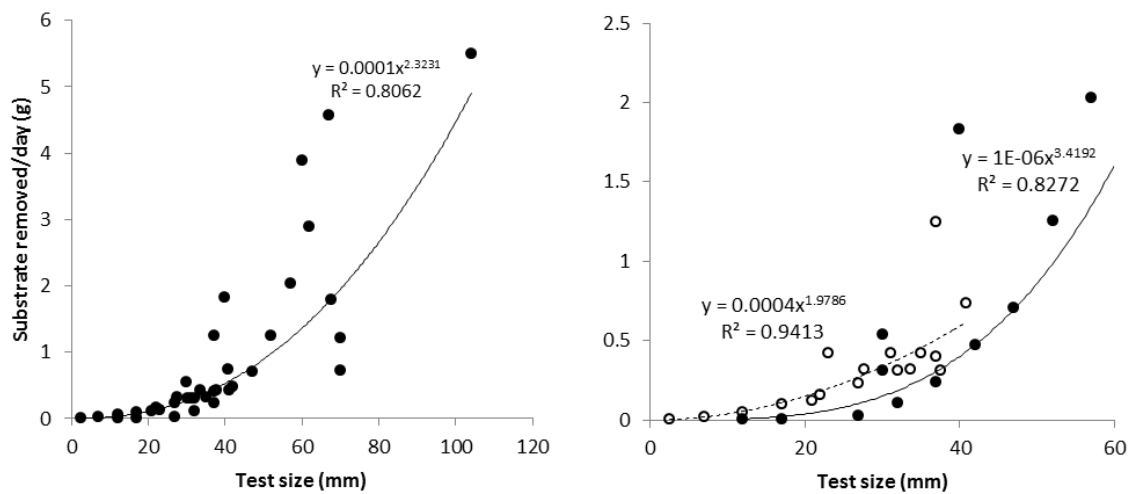 Substrate removed/day (g)
6
5
4
3
2
1
0
y = 0.0001x^2.3231
R² = 0.8062
0 20 40 60 80 100 120
Test size (mm)
2.5
2
1.5
1
0.5
0
y = 1E-06x^3.4192
R² = 0.8272
y = 0.0004x^1.9786
R² = 0.9413
0 20 40 60
Test size (mm)